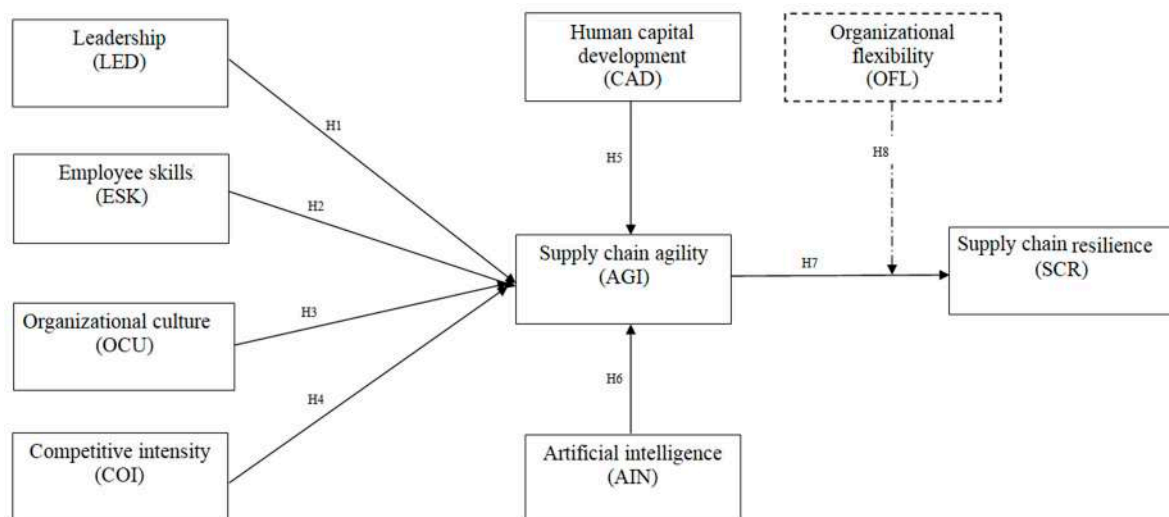 Leadership
(LED)
Human capital
development
(CAD)
Organizational
flexibility
(OFL)
H1
Employee skills
(ESK)
H2
H5
H8
Supply chain agility
(AGI)
H7
Supply chain resilience
(SCR)
Organizational culture
(OCU)
H3
H4
H6
Competitive intensity
(COI)
Artificial intelligence
(AIN)